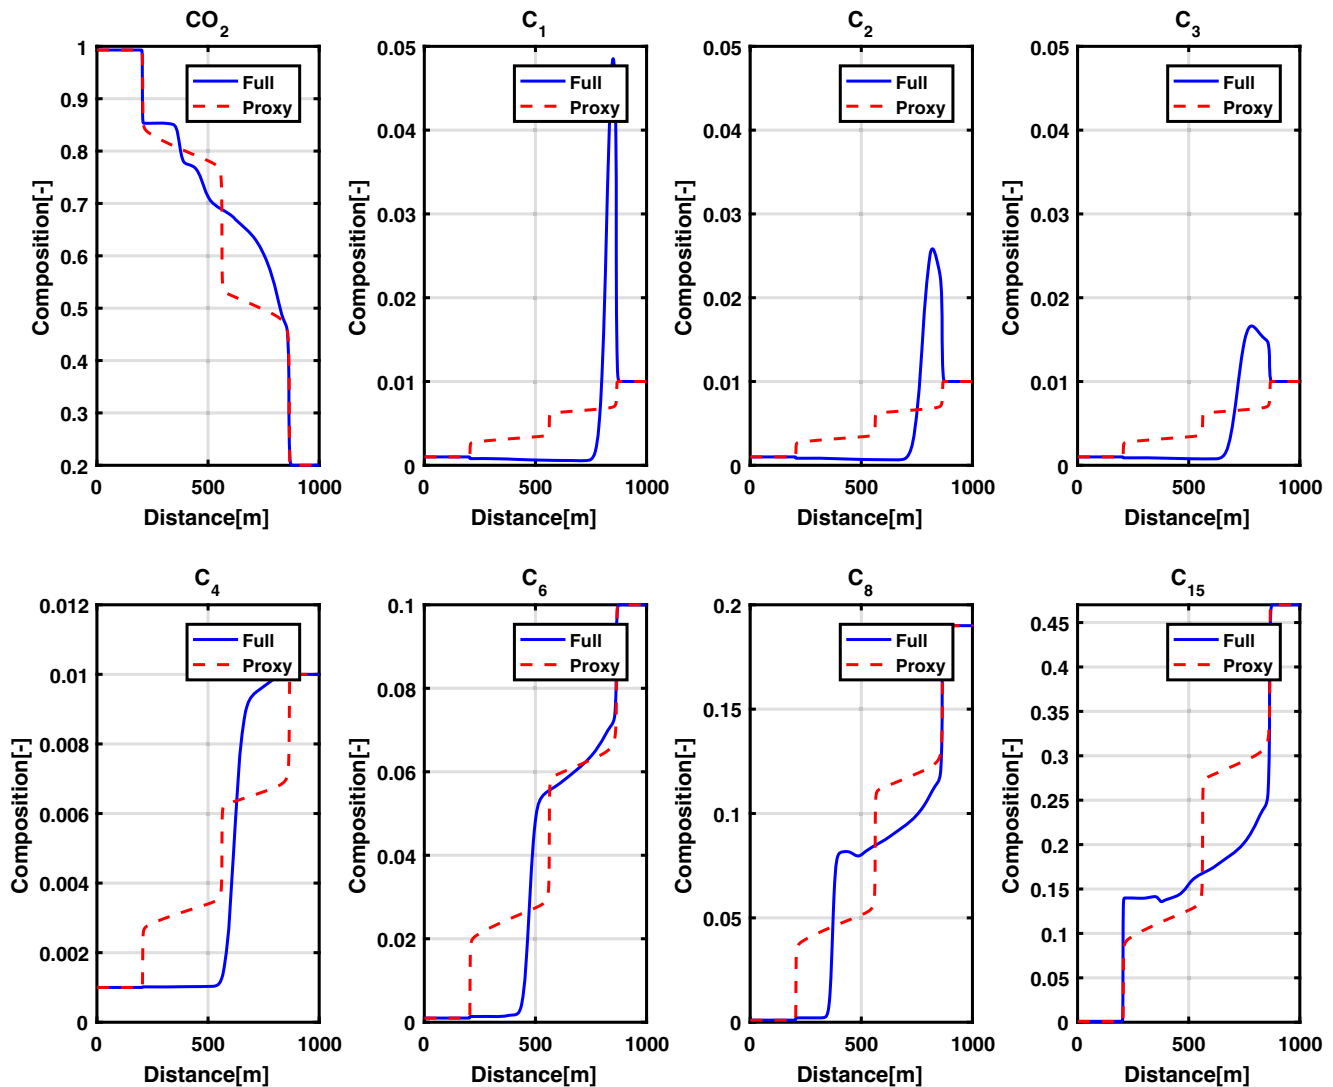 CO2
1
0.9
0.8
0.7
0.6
0.5
0.4
0.3
0.2
0 500 1000
Distance[m]
Composition[-]
Full
Proxy
C1
0.05
0.04
0.03
0.02
0.01
0
0 500 1000
Distance[m]
Composition[-]
Full
Proxy
C2
0.05
0.04
0.03
0.02
0.01
0
0 500 1000
Distance[m]
Composition[-]
Full
Proxy
C3
0.05
0.04
0.03
0.02
0.01
0
0 500 1000
Distance[m]
Composition[-]
Full
Proxy
C4
0.012
0.01
0.008
0.006
0.004
0.002
0
0 500 1000
Distance[m]
Composition[-]
Full
Proxy
C6
0.1
0.08
0.06
0.04
0.02
0
0 500 1000
Distance[m]
Composition[-]
Full
Proxy
C8
0.2
0.15
0.1
0.05
0
0 500 1000
Distance[m]
Composition[-]
Full
Proxy
C15
0.45
0.4
0.35
0.3
0.25
0.2
0.15
0.1
0.05
0
0 500 1000
Distance[m]
Composition[-]
Full
Proxy